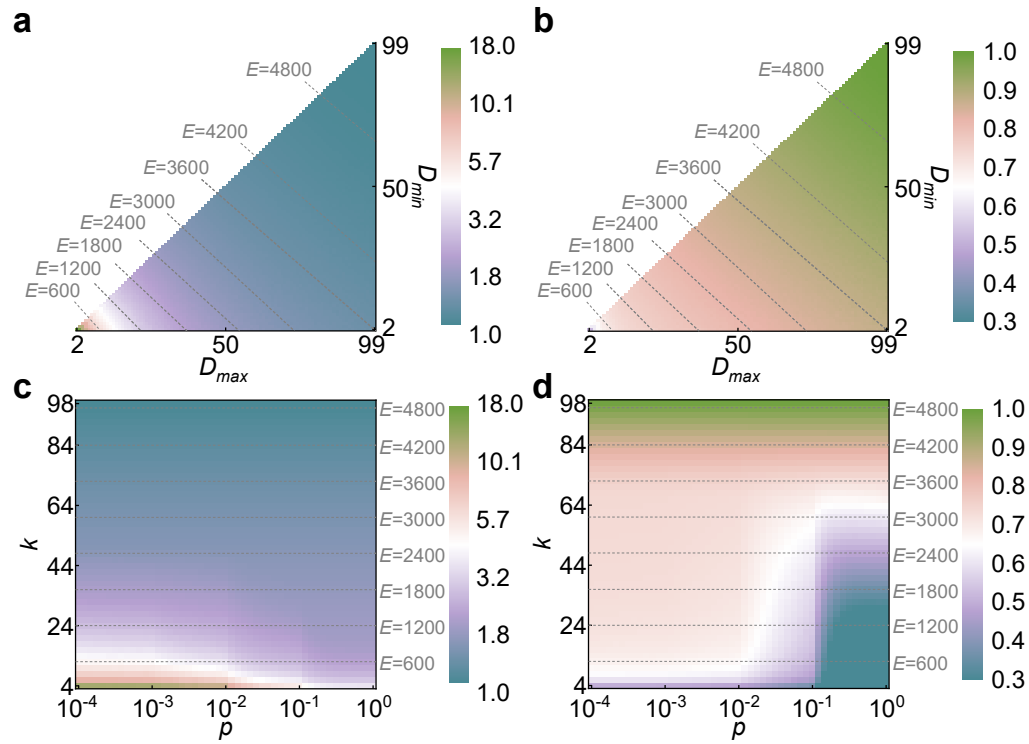 a
E=4800
E=4200
E=3600
E=3000
E=2400
E=1800
E=1200
E=600
99
50
2
D_min
2
50
99
D_max
18.0
10.1
5.7
3.2
1.8
1.0
b
E=4800
E=4200
E=3600
E=3000
E=2400
E=1800
E=1200
E=600
99
50
2
D_min
2
50
99
D_max
1.0
0.9
0.8
0.7
0.6
0.5
0.4
0.3
c
98
84
64
44
24
4
k
10^-4
10^-3
10^-2
10^-1
10^0
p
E=4800
E=4200
E=3600
E=3000
E=2400
E=1800
E=1200
E=600
18.0
10.1
5.7
3.2
1.8
1.0
d
98
84
64
44
24
4
k
10^-4
10^-3
10^-2
10^-1
10^0
p
E=4800
E=4200
E=3600
E=3000
E=2400
E=1800
E=1200
E=600
1.0
0.9
0.8
0.7
0.6
0.5
0.4
0.3